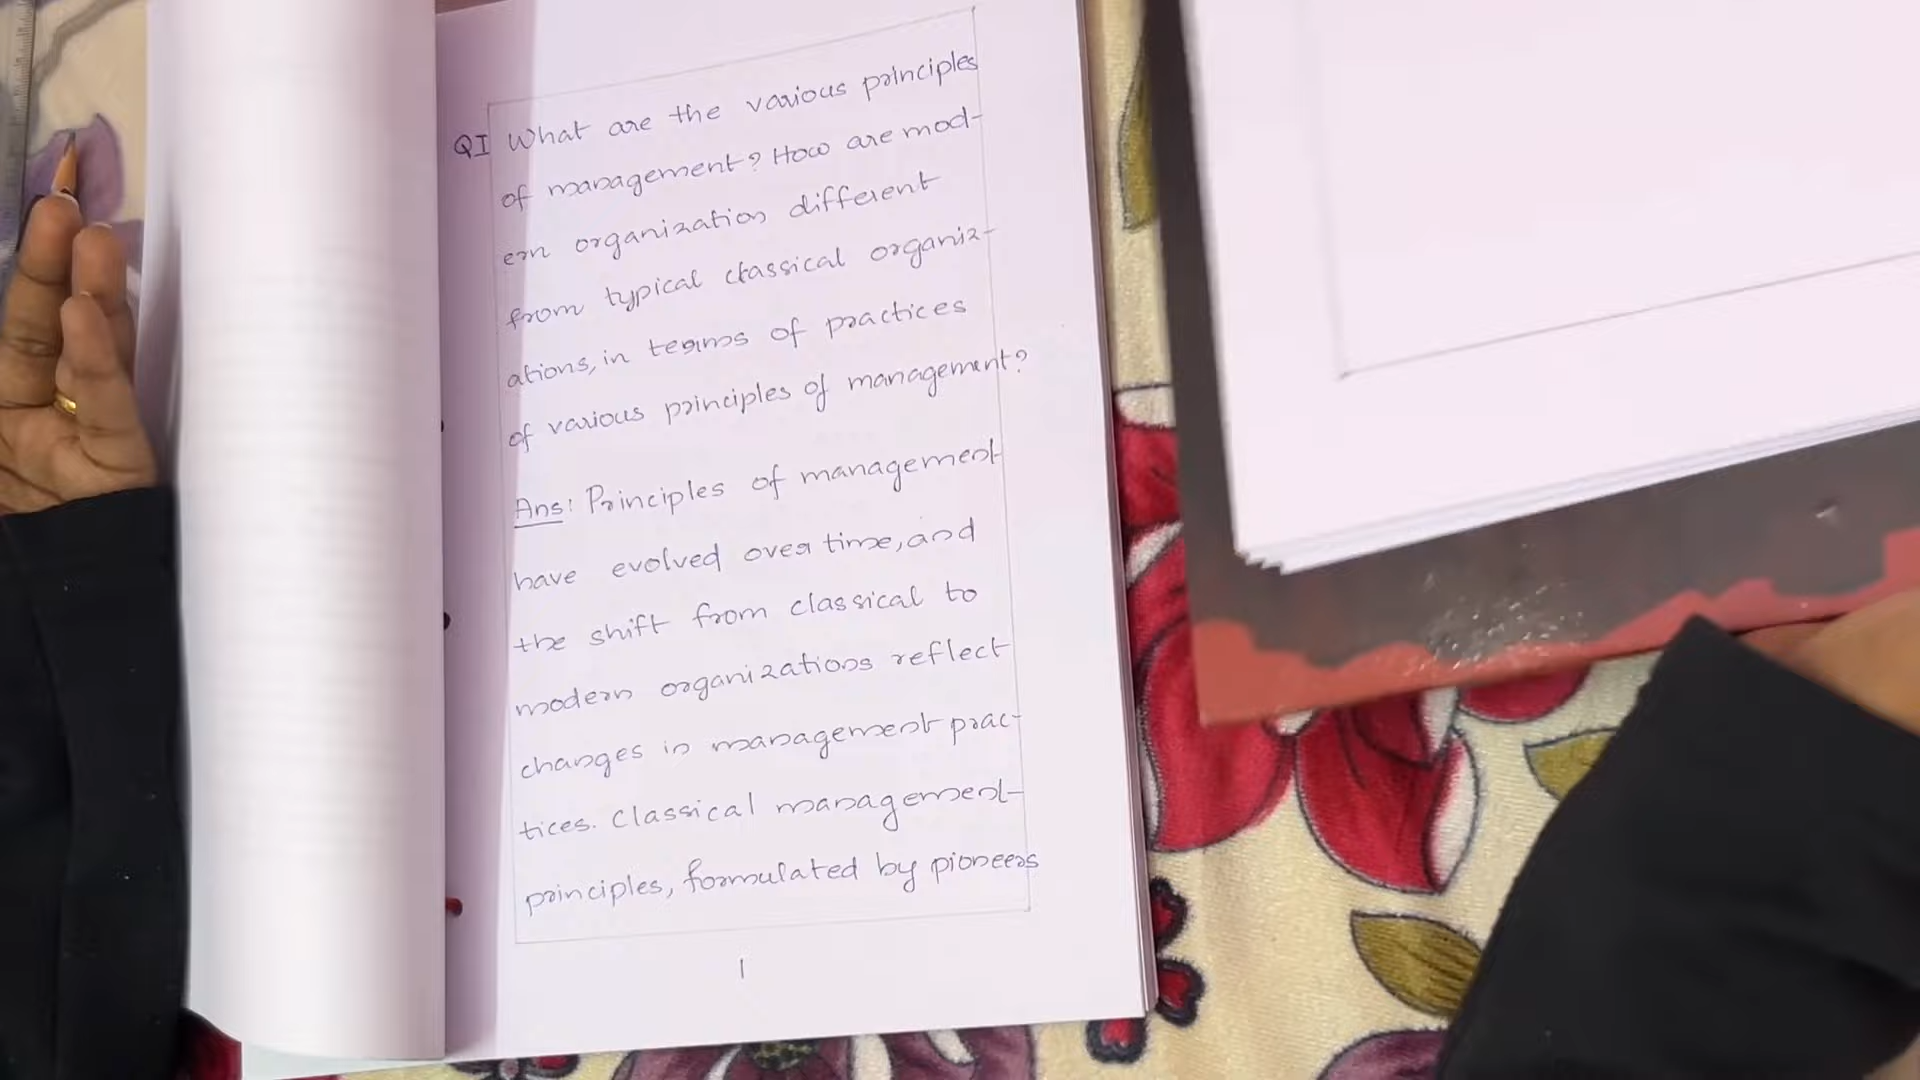 Q1 What are the various principles
of management? How are mod-
ern organization different
from typical classical organiz-
ations, in terms of practices
of various principles of management?
Ans: Principles of management
have evolved over time, and
the shift from classical to
modern organizations reflect
changes in management prac-
tices. Classical management
principles, formulated by pioneers
1